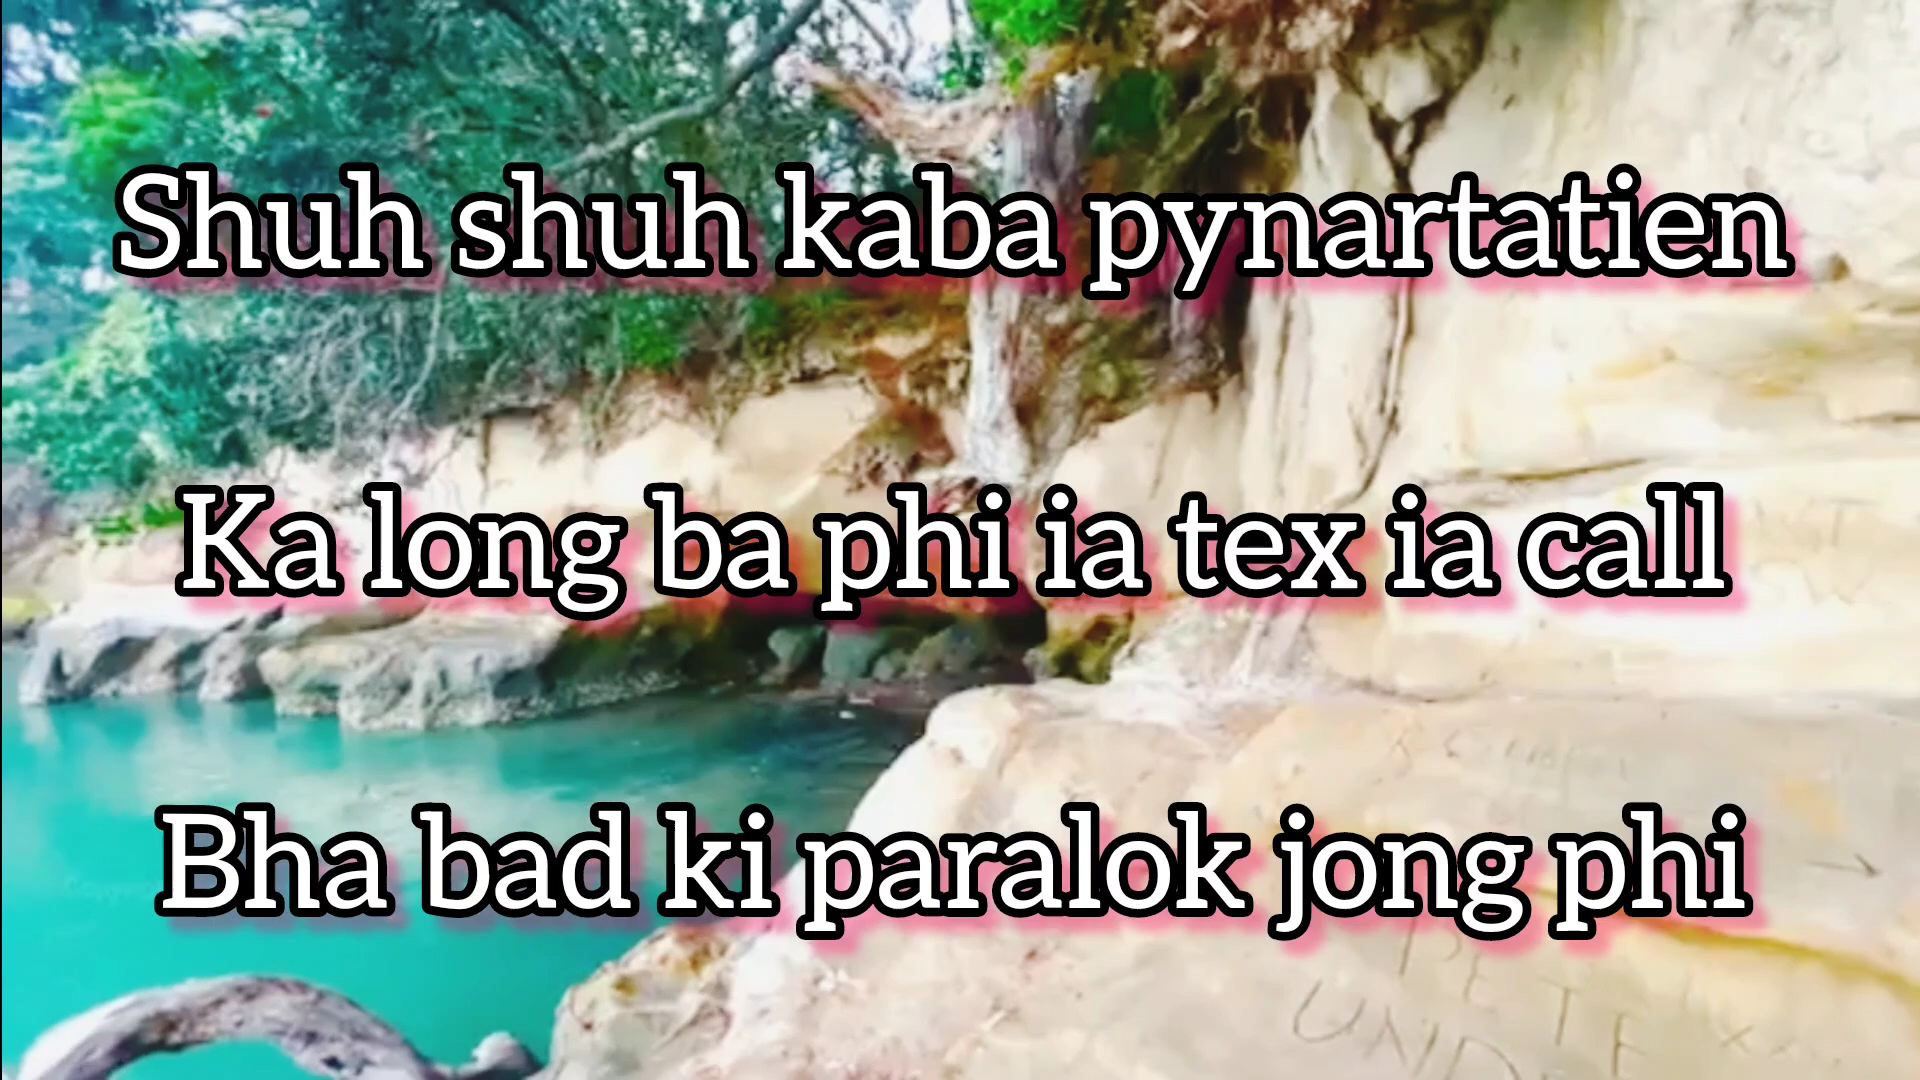 Shuh shuh kaba pynartatien
Ka long ba phi ia tex ia call
Bha bad ki paralok jong phi